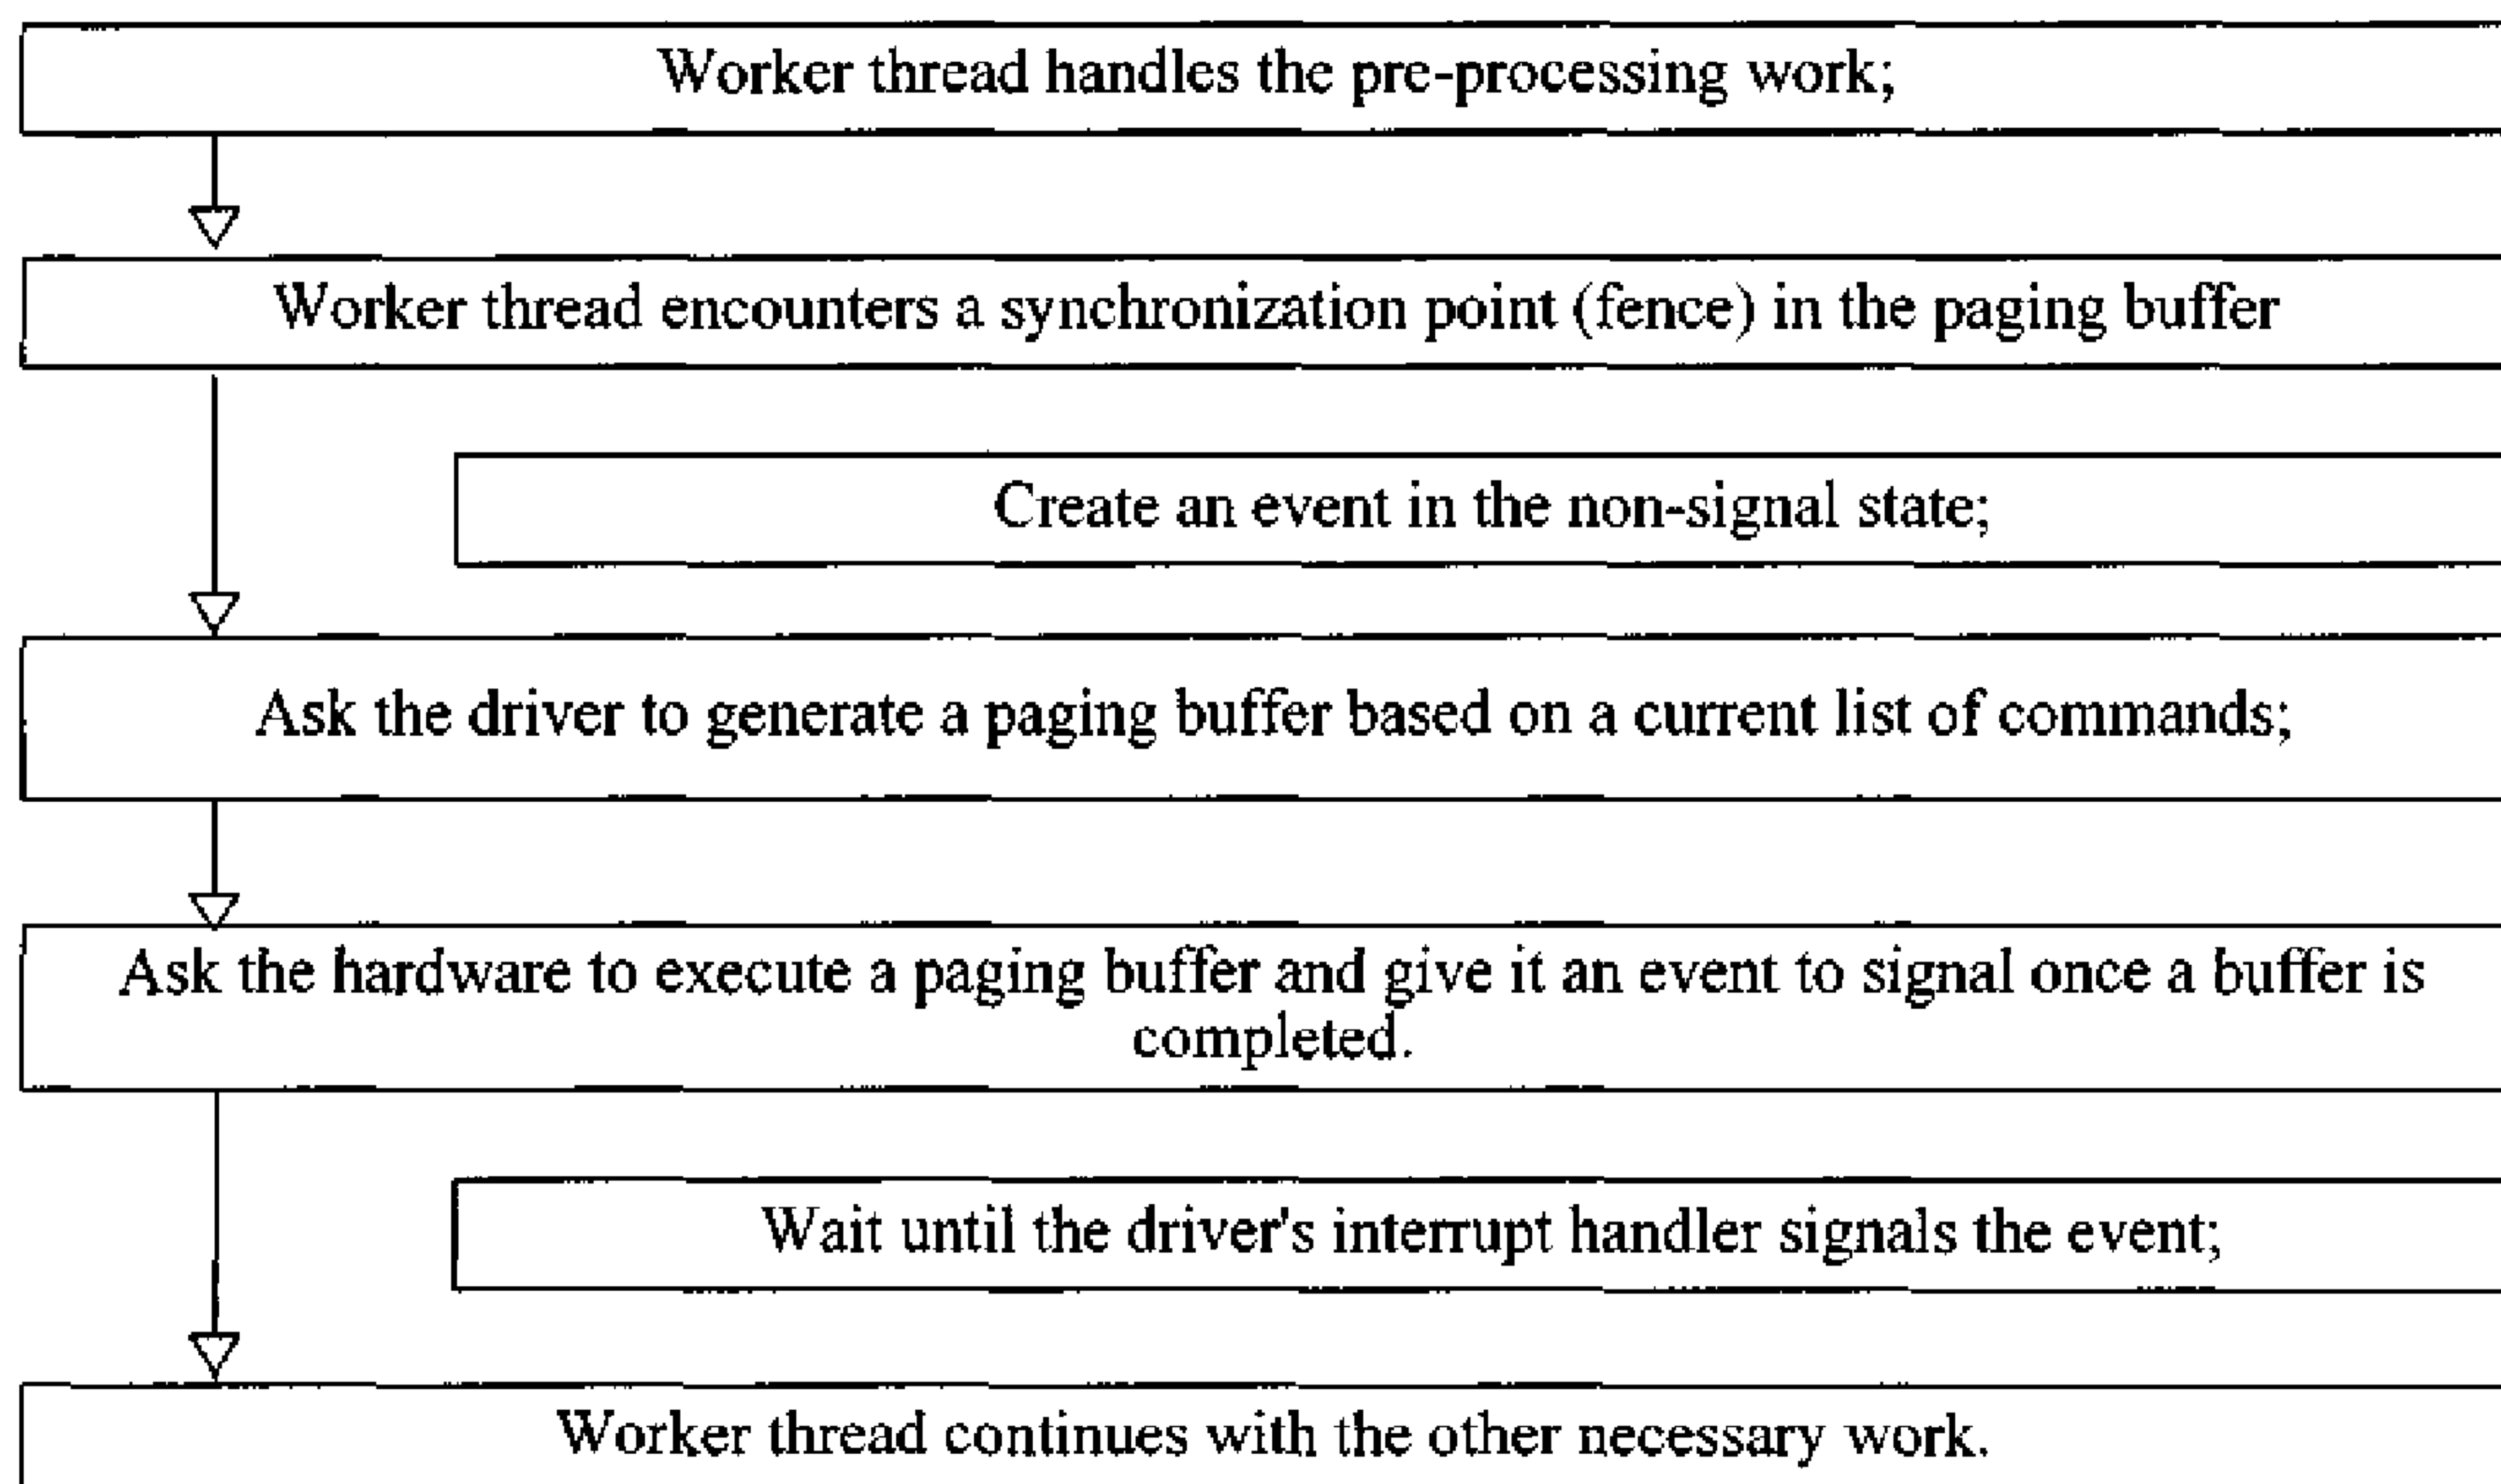 Worker thread handles the pre-processing work;
Worker thread encounters a synchronization point (fence) in the paging buffer
Create an event in the non-signal state;
Ask the driver to generate a paging buffer based on a current list of commands;
Ask the hardware to execute a paging buffer and give it an event to signal once a buffer is
completed.
Wait until the driver's interrupt handler signals the event;
Worker thread continues with the other necessary work.